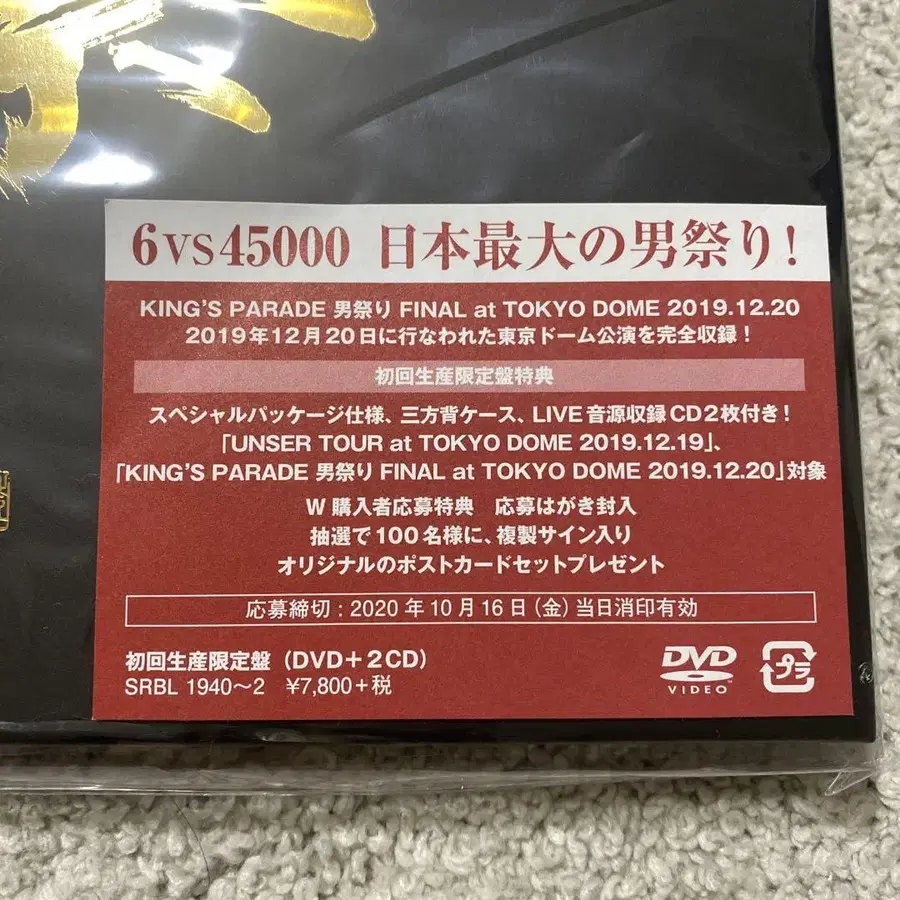 6VS45000 日本最大の男祭り!
KING'S PARADE 男祭り FINAL at TOKYO DOME 2019.12.20
2019年12月20日に行なわれた東京ドーム公演を完全収録!
初回生産限定盤特典
スペシャルパッケージ仕様、三方背ケース、LIVE音源収録CD2枚付き!
「UNSER TOUR at TOKYO DOME 2019.12.19」、
「KING'S PARADE 男祭り FINAL at TOKYO DOME 2019.12.20」対象
W購入者応募特典 応募はがき封入
抽選で100名様に、複製サイン入り
オリジナルのポストカードセットプレゼント
応募締切:2020年10月16日(金)当日消印有効
初回生産限定盤(DVD+2CD)
SRBL 1940〜2 ¥7,800+税
DVD
VIDEO
プラ